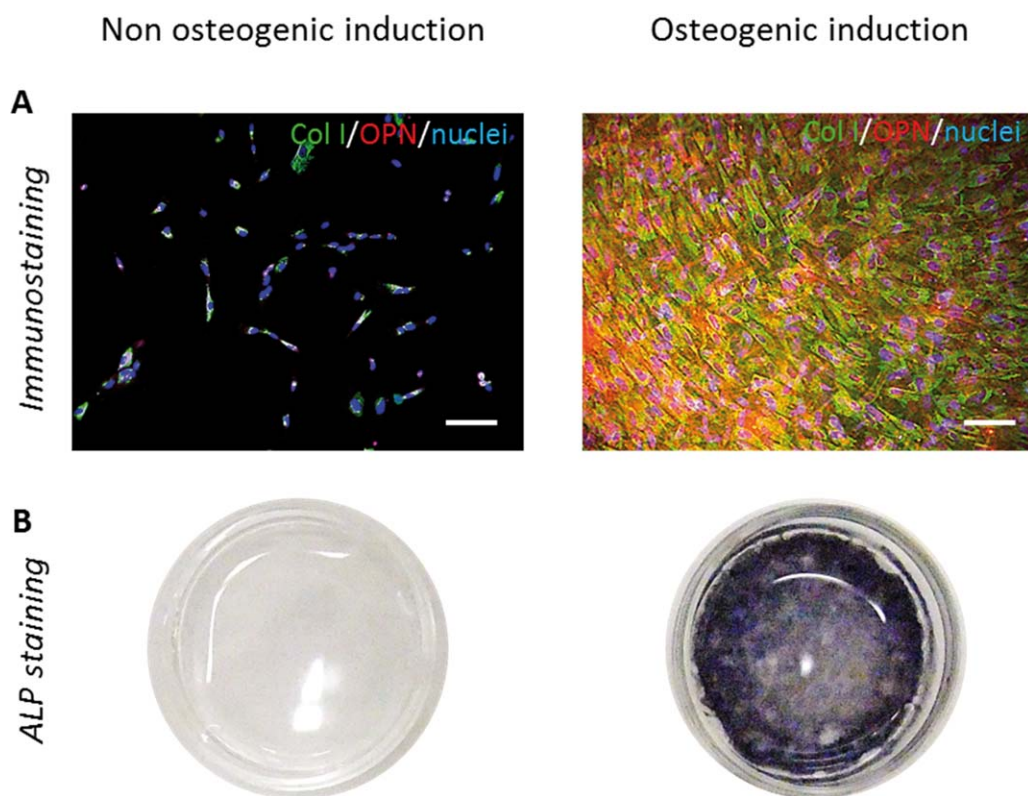 Non osteogenic induction
Osteogenic induction
A
Immunostaining
Col I/OPN/nuclei
Col I/OPN/nuclei
B
ALP staining